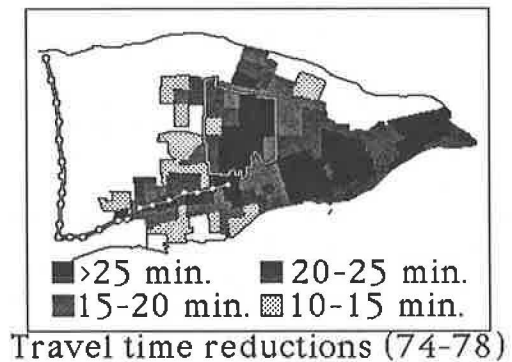 >25 min. 20-25 min.
15-20 min. 10-15 min.
Travel time reductions (74-78)